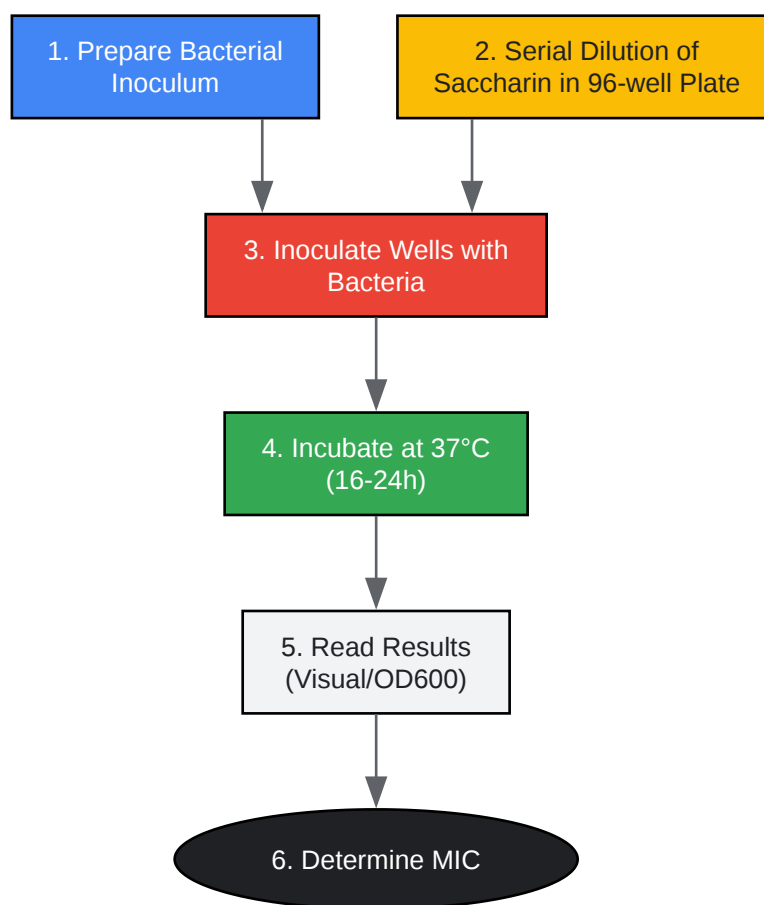 1. Prepare Bacterial
Inoculum
2. Serial Dilution of
Saccharin in 96-well Plate
3. Inoculate Wells with
Bacteria
4. Incubate at 37°C
(16-24h)
5. Read Results
(Visual/OD600)
6. Determine MIC